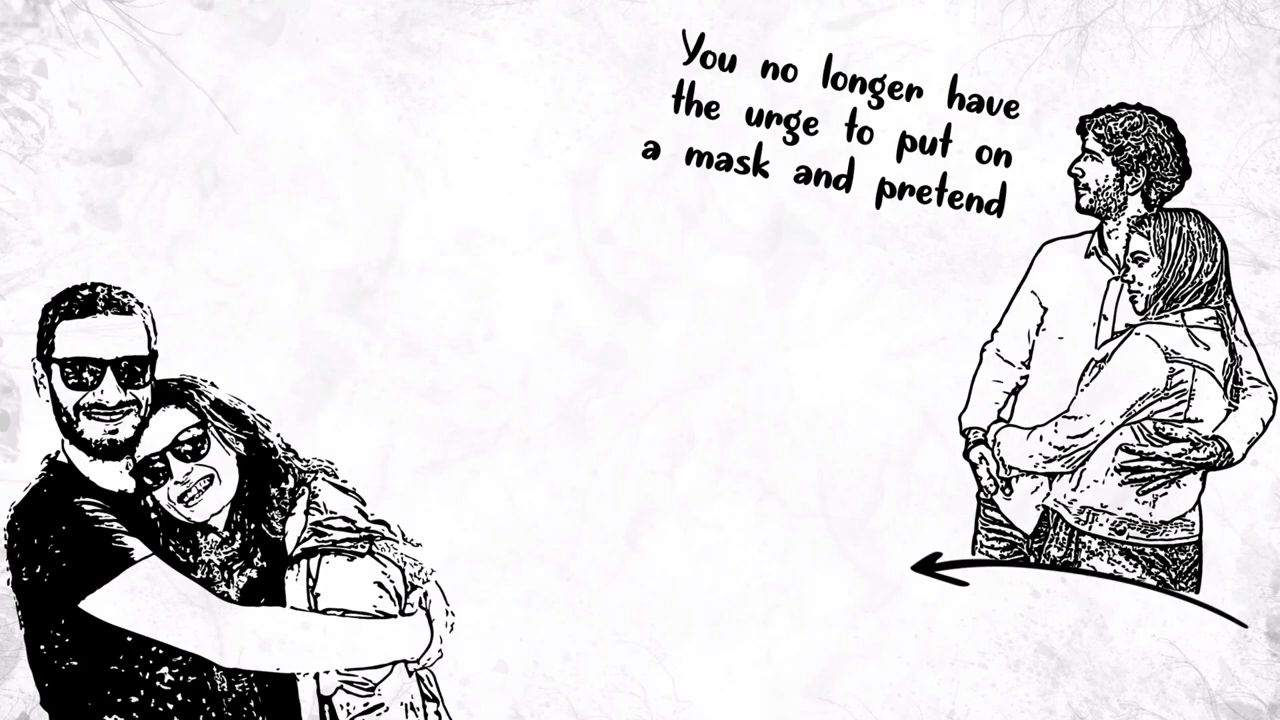 You no longer have
the urge to put on
a mask and pretend